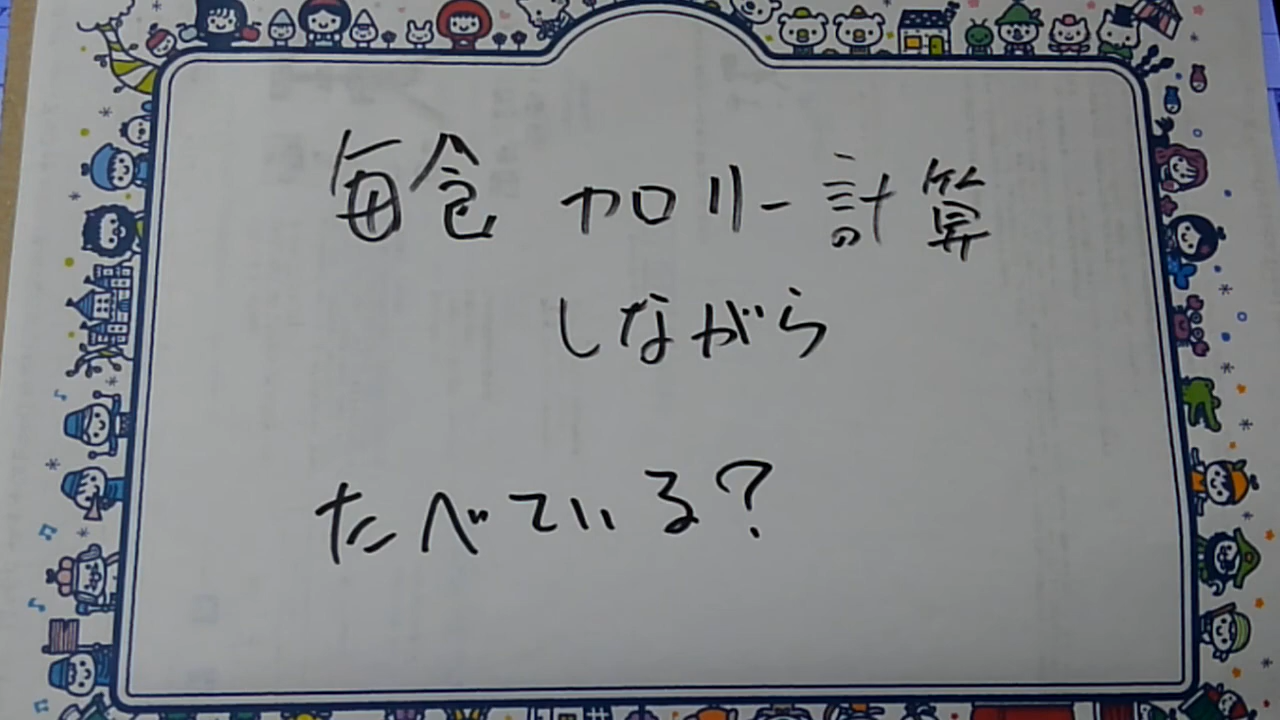 毎食 カロリー計算
しながら
たべている?